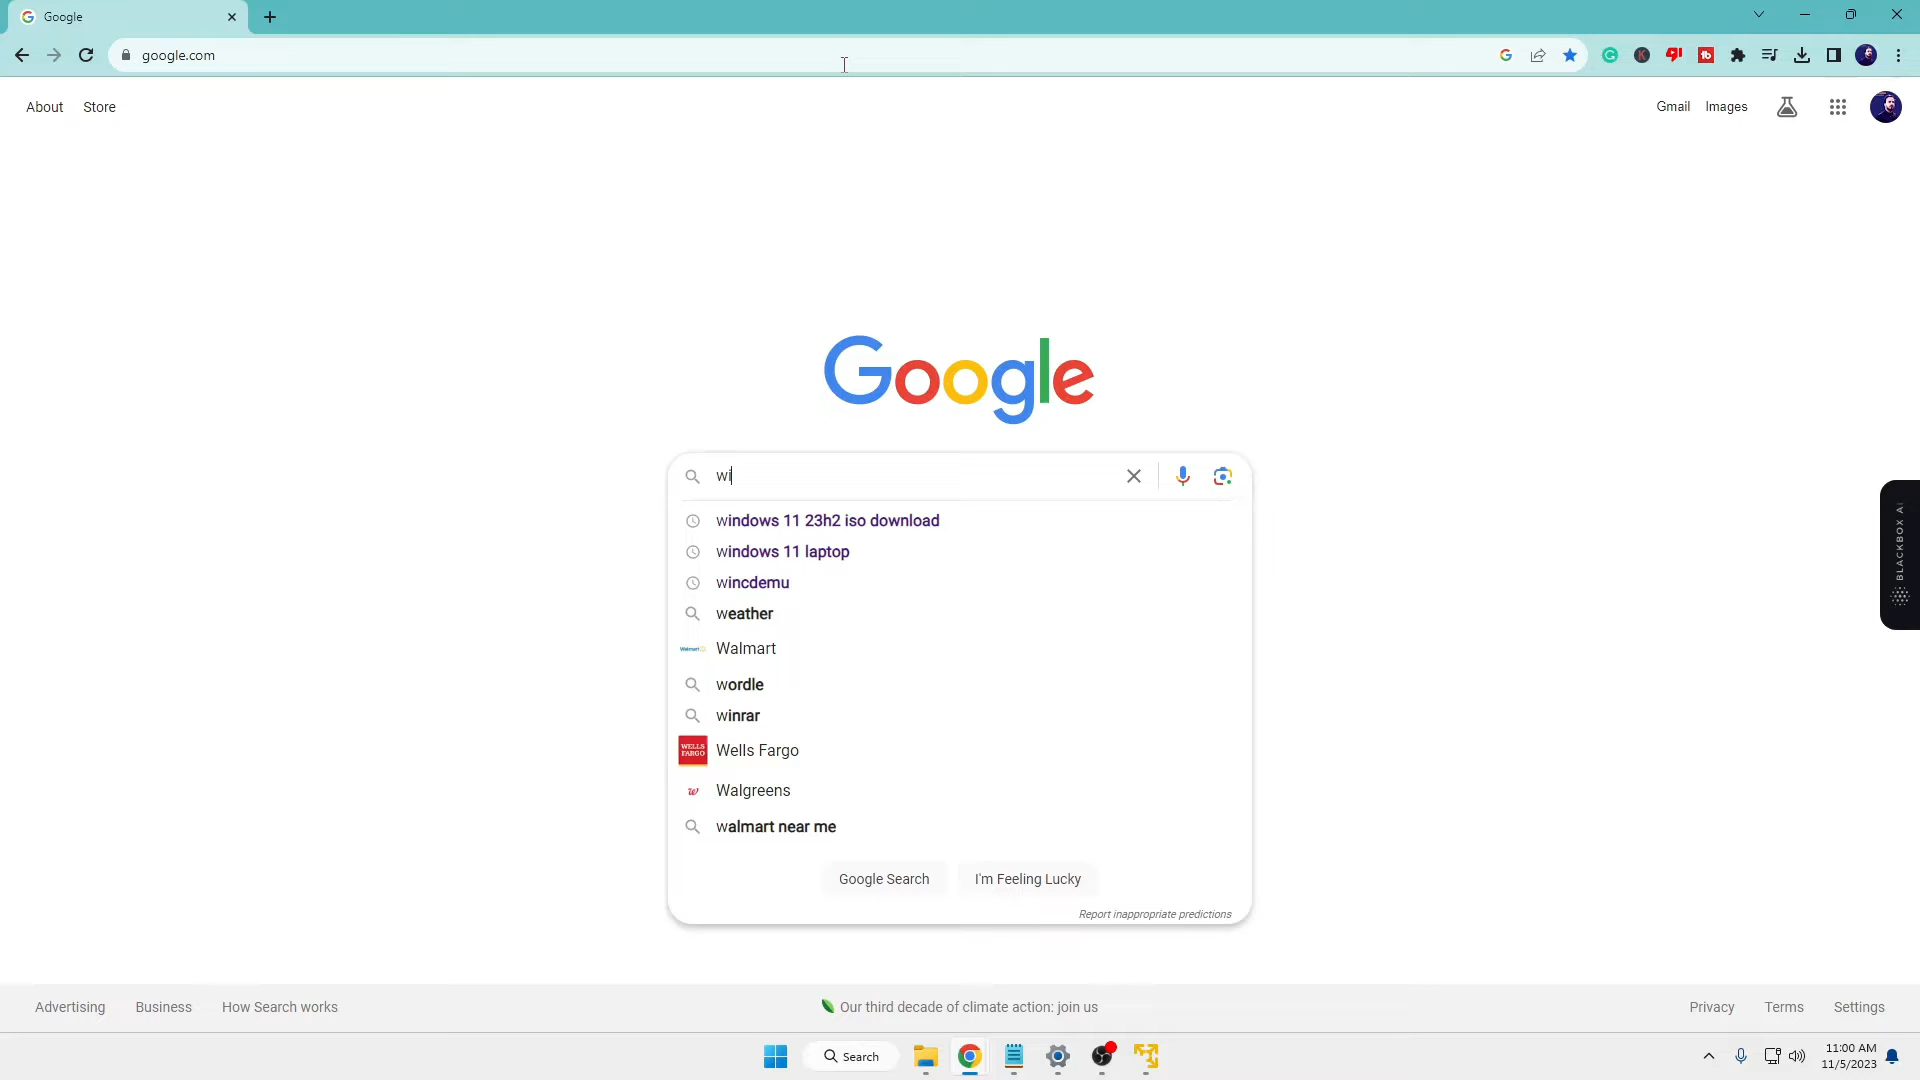 Google
google.com
About
Store
Gmail
Images
Google
wi
windows 11 23h2 iso download
windows 11 laptop
wincdemu
weather
Walmart
Walmart
wordle
winrar
WELLS FARGO
Wells Fargo
w
Walgreens
walmart near me
Google Search
I'm Feeling Lucky
Report inappropriate predictions
BLACKBOX AI
Advertising
Business
How Search works
Our third decade of climate action: join us
Privacy
Terms
Settings
Search
11:00 AM
11/5/2023